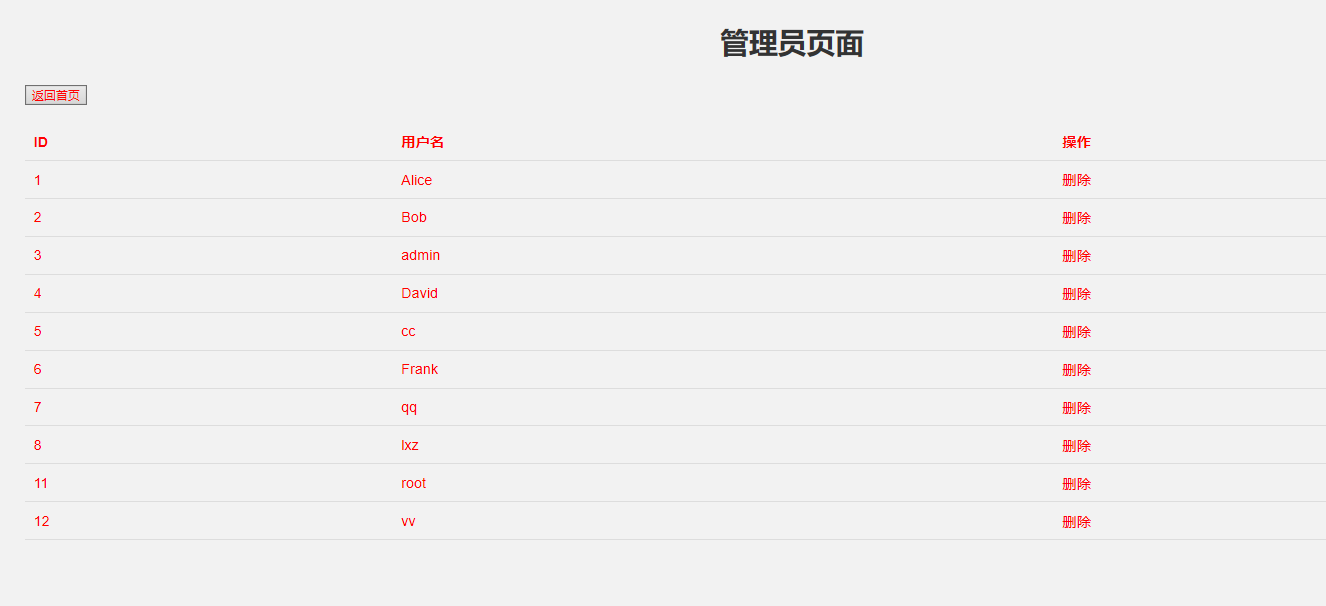 管理员页面
返回首页
ID 用户名 操作
1 Alice 删除
2 Bob 删除
3 admin 删除
4 David 删除
5 cc 删除
6 Frank 删除
7 qq 删除
8 lxz 删除
11 root 删除
12 vv 删除